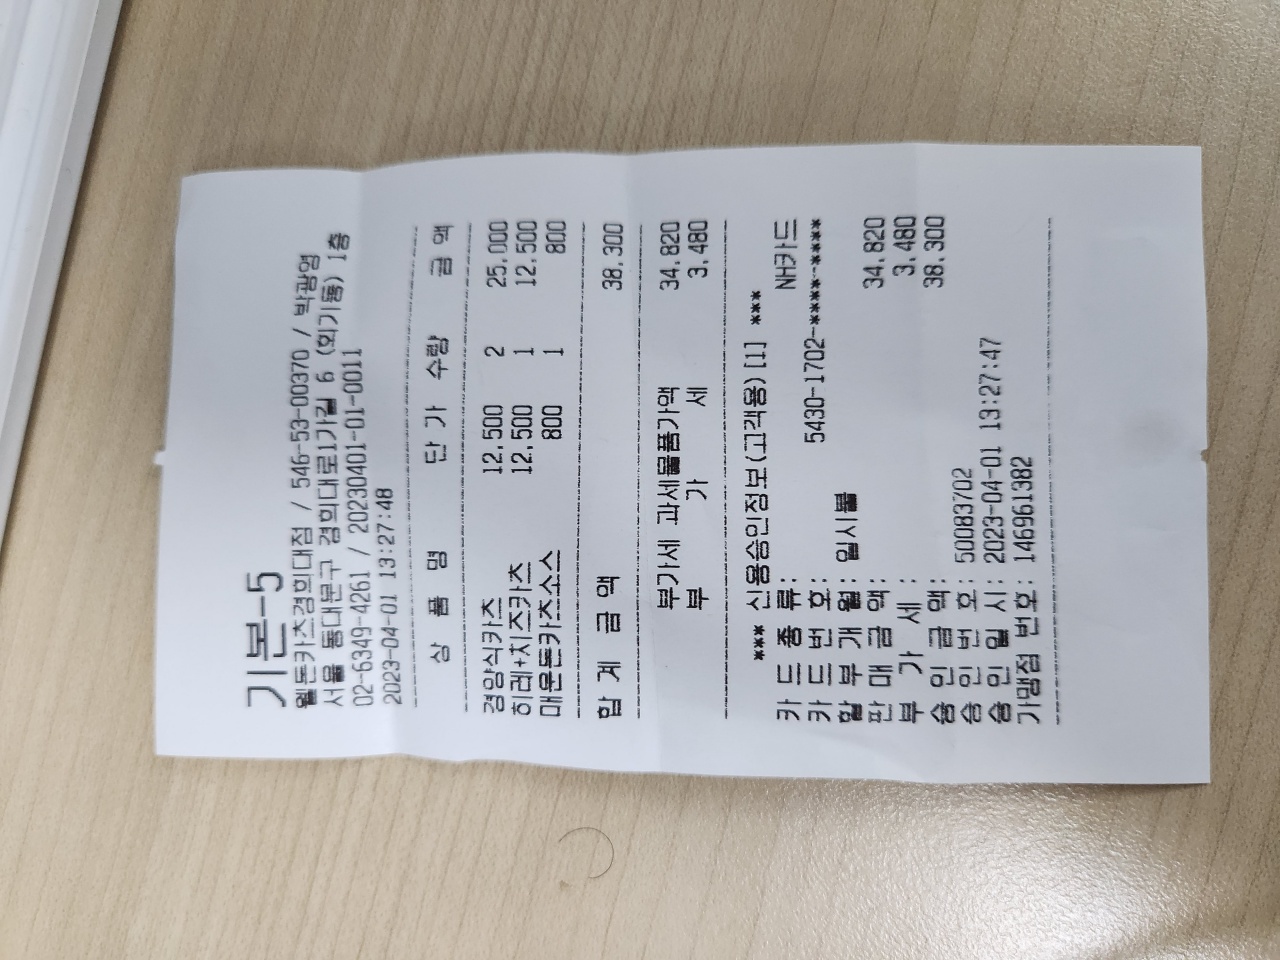 기본-5
웰돈카츠경희대점 / 546-53-00370 / 박광영
서울 동대문구 경희대로1가길 6 (회기동) 1층
02-6349-4261 / 20230401-01-0011
2023-04-01 13:27:48
상 품 명 단 가 수량 금 액
경양식카츠 12,500 2 25,000
히레+치즈카츠 12,500 1 12,500
매운돈카츠소스 800 1 800
합 계 금 액 38,300
부가세 과세물품가액 34,820
부 가 세 3,480
*** 신용승인정보(고객용) [1] ***
카 드 종 류: NH카드
카 드 번 호: 5430-1702-****-****
할 부 개 월: 일시불
판 매 금 액: 34,820
부 가 세: 3,480
승 인 금 액: 38,300
승 인 번 호: 50083702
승 인 일 시: 2023-04-01 13:27:47
가맹점 번호: 146961382